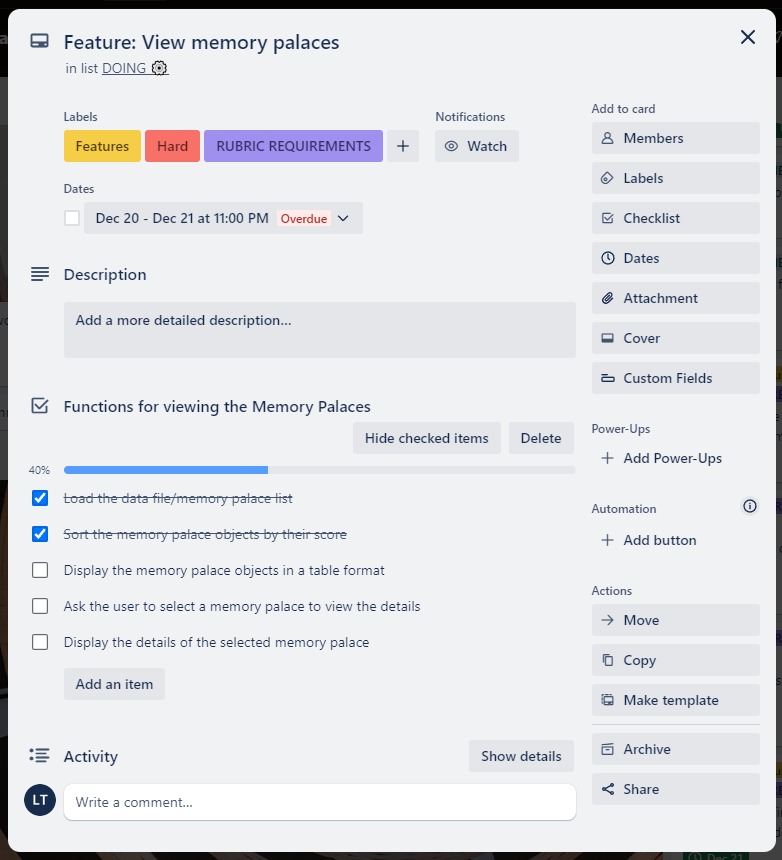 Feature: View memory palaces
in list DOING
Labels
Features Hard RUBRIC REQUIREMENTS
Notifications
Watch
Dates
Dec 20 - Dec 21 at 11:00 PM Overdue
Description
Add a more detailed description...
Functions for viewing the Memory Palaces
Hide checked items Delete
40%
Load the data file/memory palace list
Sort the memory palace objects by their score
Display the memory palace objects in a table format
Ask the user to select a memory palace to view the details
Display the details of the selected memory palace
Add an item
Activity
Show details
LT
Write a comment...
Add to card
Members
Labels
Checklist
Dates
Attachment
Cover
Custom Fields
Power-Ups
Add Power-Ups
Automation
Add button
Actions
Move
Copy
Make template
Archive
Share
Dec 21